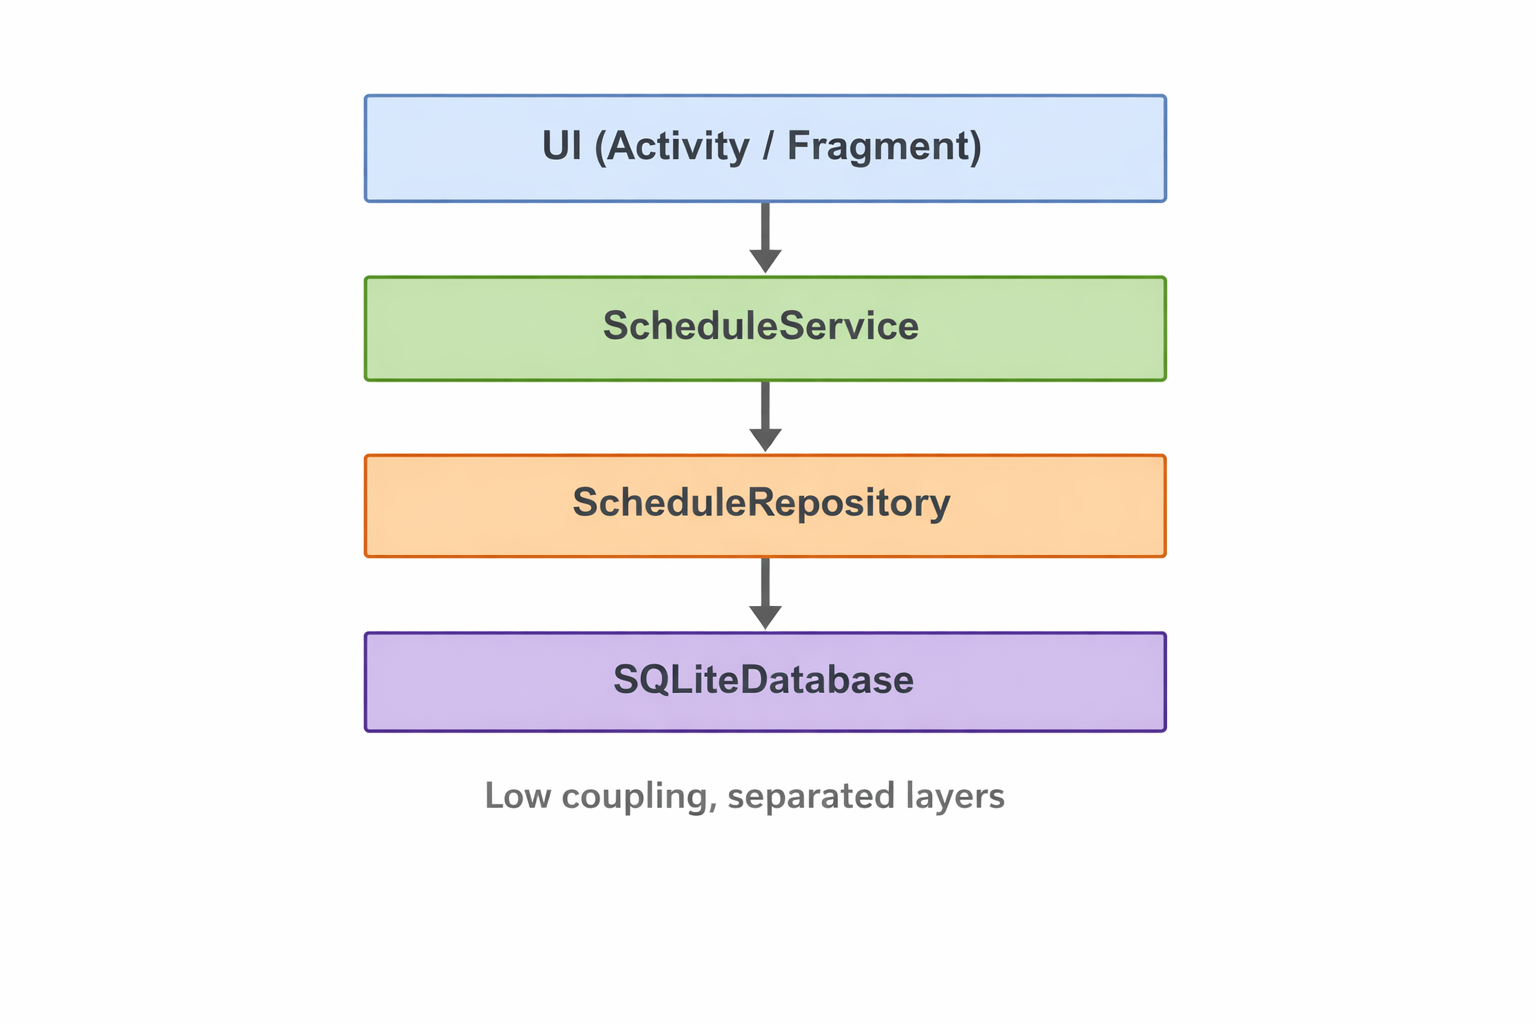 UI (Activity / Fragment)
ScheduleService
ScheduleRepository
SQLiteDatabase
Low coupling, separated layers